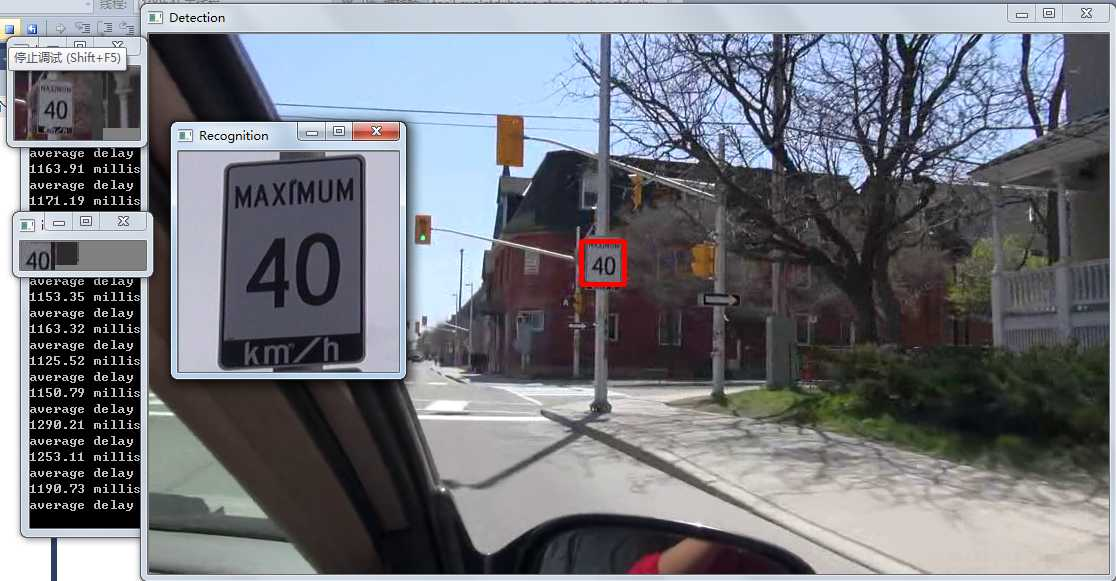 Detection
停止调试 (Shift+F5)
MAXIMUM
40
average delay
1163.91 millis
average delay
1171.19 millis
40
average delay
1153.35 millis
average delay
1163.32 millis
average delay
1125.52 millis
average delay
1150.79 millis
average delay
1290.21 millis
average delay
1253.11 millis
average delay
1190.73 millis
average delay
Recognition
MAXIMUM
40
km/h
MAXIMUM
40